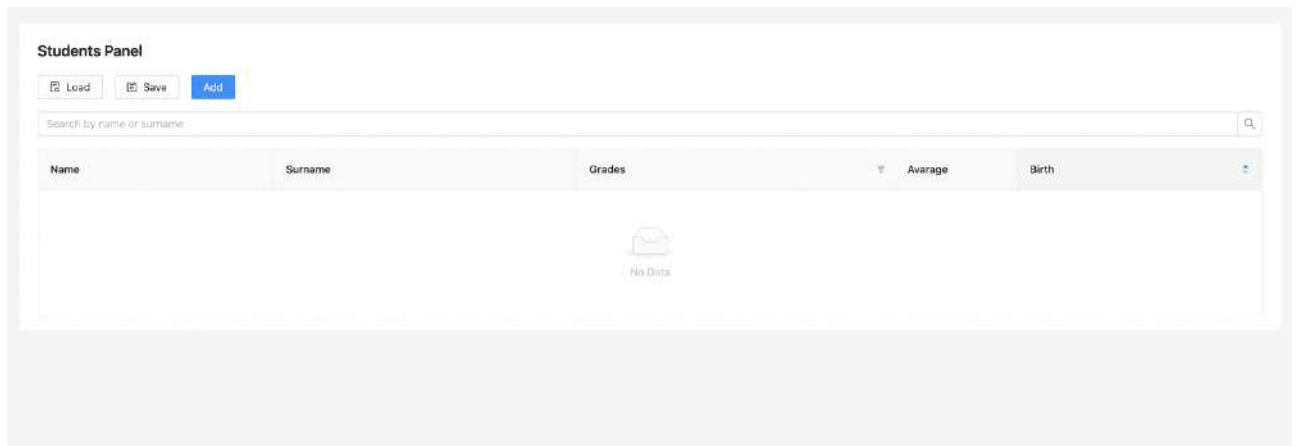 Students Panel
Load Save Add
Search by name or surname
Name Surname Grades Avarage Birth
No Data